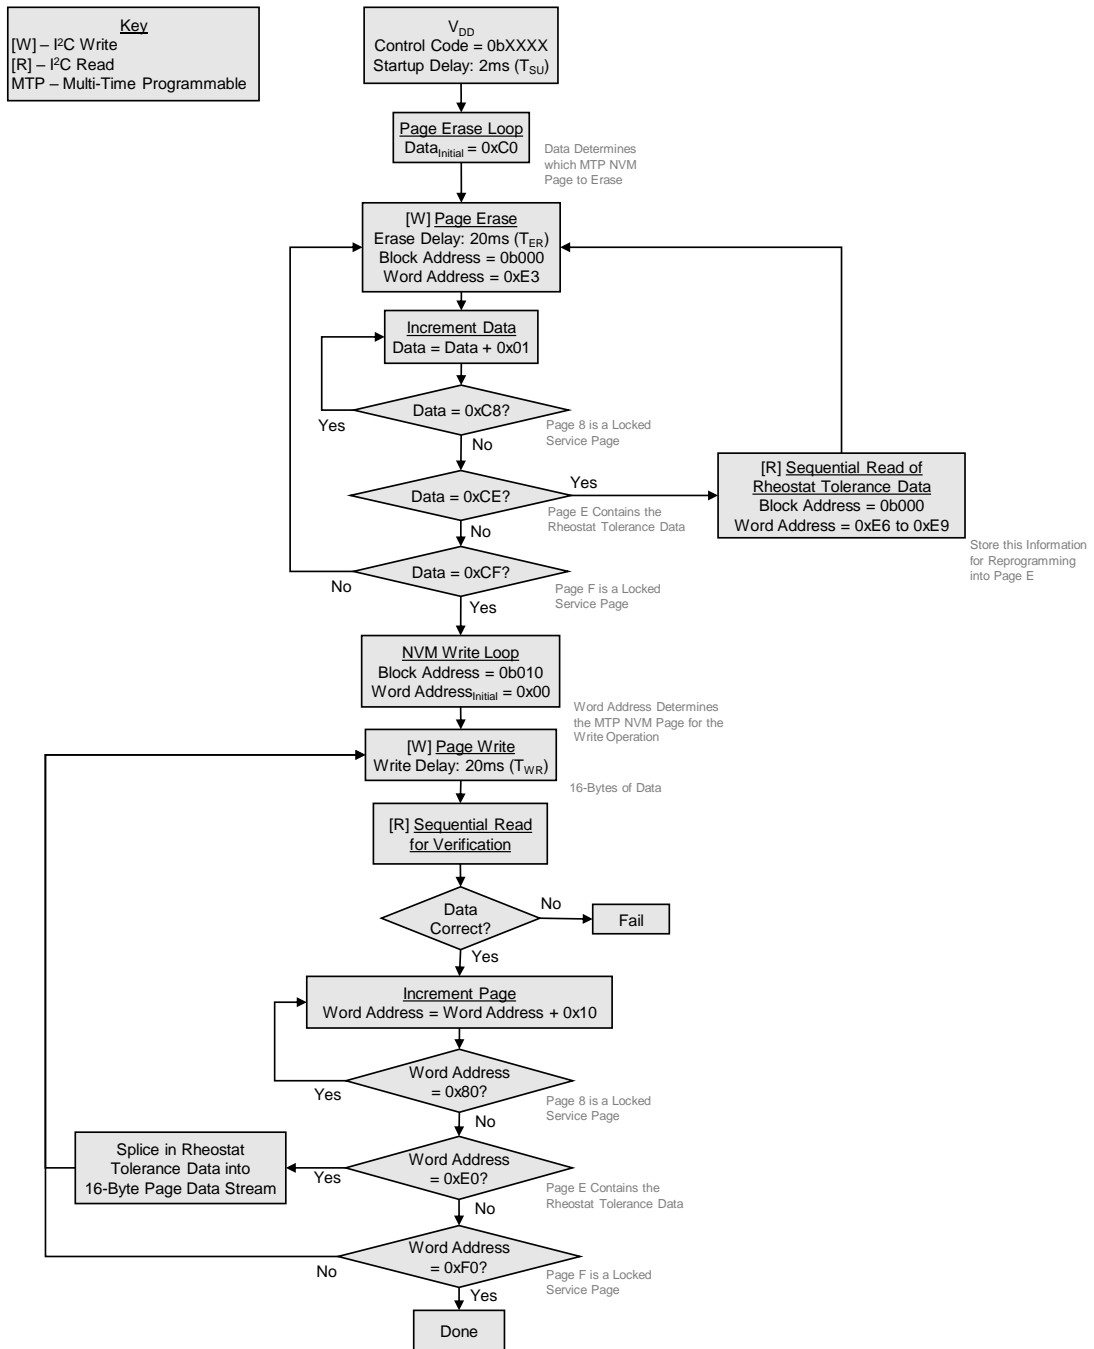 Key
[W] – I²C Write
[R] – I²C Read
MTP – Multi-Time Programmable
VDD
Control Code = 0bXXXX
Startup Delay: 2ms (TSU)
Page Erase Loop
DataInitial = 0xC0
Data Determines
which MTP NVM
Page to Erase
[W] Page Erase
Erase Delay: 20ms (TER)
Block Address = 0b000
Word Address = 0xE3
Increment Data
Data = Data + 0x01
Data = 0xC8?
Yes
Page 8 is a Locked
Service Page
No
Data = 0xCE?
Yes
Page E Contains the
Rheostat Tolerance Data
[R] Sequential Read of
Rheostat Tolerance Data
Block Address = 0b000
Word Address = 0xE6 to 0xE9
Store this Information
for Reprogramming
into Page E
No
Data = 0xCF?
No
Page F is a Locked
Service Page
Yes
NVM Write Loop
Block Address = 0b010
Word AddressInitial = 0x00
Word Address Determines
the MTP NVM Page for the
Write Operation
[W] Page Write
Write Delay: 20ms (TWR)
16-Bytes of Data
[R] Sequential Read
for Verification
Data
Correct?
No
Fail
Yes
Increment Page
Word Address = Word Address + 0x10
Word Address
= 0x80?
Yes
Page 8 is a Locked
Service Page
No
Word Address
= 0xE0?
Yes
Splice in Rheostat
Tolerance Data into
16-Byte Page Data Stream
Page E Contains the
Rheostat Tolerance Data
No
Word Address
= 0xF0?
No
Page F is a Locked
Service Page
Yes
Done